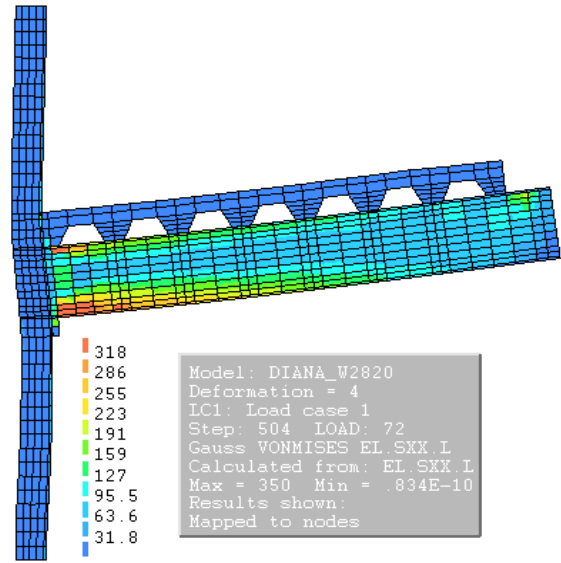 318
286
255
223
191
159
127
95.5
63.6
31.8
Model: DIANA_W2820
Deformation = 4
LC1: Load case 1
Step: 504 LOAD: 72
Gauss VONMISES EL.SXX.L
Calculated from: EL.SXX.L
Max = 350 Min = .834E-10
Results shown:
Mapped to nodes